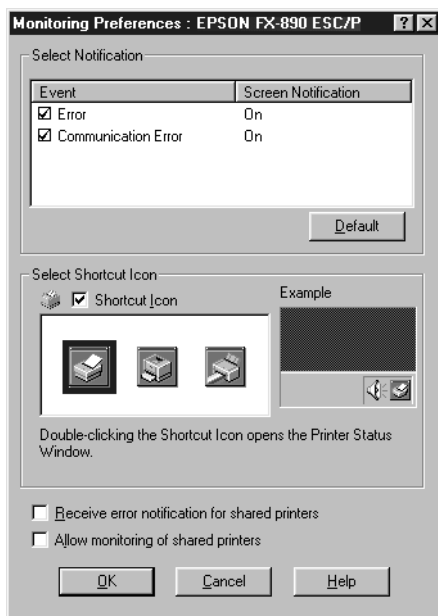 Monitoring Preferences : EPSON FX-890 ESC/P
Select Notification
Event Screen Notification
Error On
Communication Error On
Default
Select Shortcut Icon
Shortcut Icon
Example
Double-clicking the Shortcut Icon opens the Printer Status
Window.
Receive error notification for shared printers
Allow monitoring of shared printers
OK Cancel Help